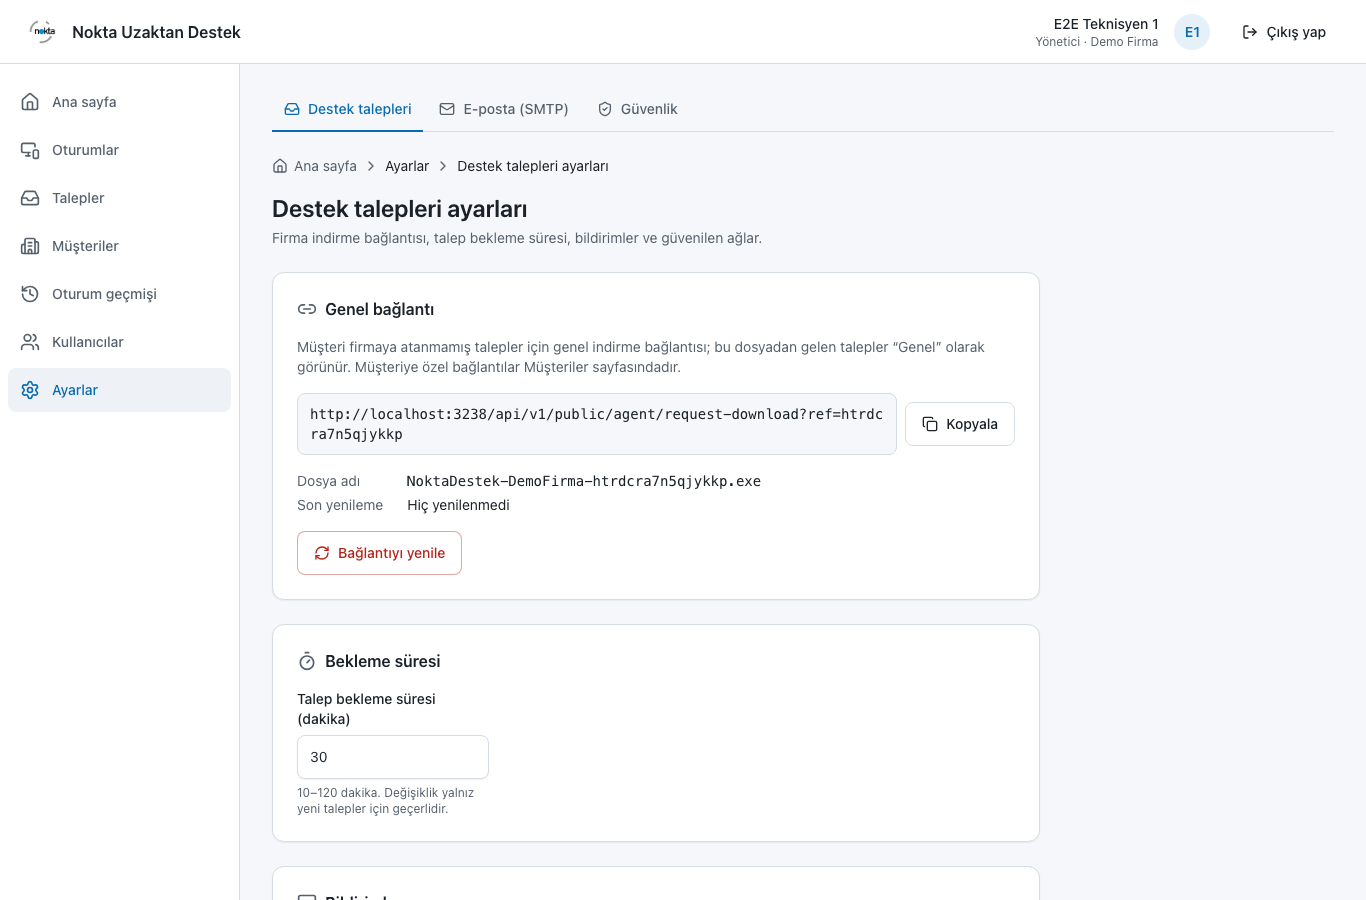 nokta
Nokta Uzaktan Destek
E2E Teknisyen 1
Yönetici · Demo Firma
E1
Çıkış yap
Ana sayfa
Oturumlar
Talepler
Müşteriler
Oturum geçmişi
Kullanıcılar
Ayarlar
Destek talepleri
E-posta (SMTP)
Güvenlik
Ana sayfa > Ayarlar > Destek talepleri ayarları
Destek talepleri ayarları
Firma indirme bağlantısı, talep bekleme süresi, bildirimler ve güvenilen ağlar.
Genel bağlantı
Müşteri firmaya atanmamış talepler için genel indirme bağlantısı; bu dosyadan gelen talepler “Genel” olarak
görünür. Müşteriye özel bağlantılar Müşteriler sayfasındadır.
http://localhost:3238/api/v1/public/agent/request-download?ref=htrdc
ra7n5qjykkp
Kopyala
Dosya adı NoktaDestek-DemoFirma-htrdcra7n5qjykkp.exe
Son yenileme Hiç yenilenmedi
Bağlantıyı yenile
Bekleme süresi
Talep bekleme süresi
(dakika)
30
10–120 dakika. Değişiklik yalnız
yeni talepler için geçerlidir.